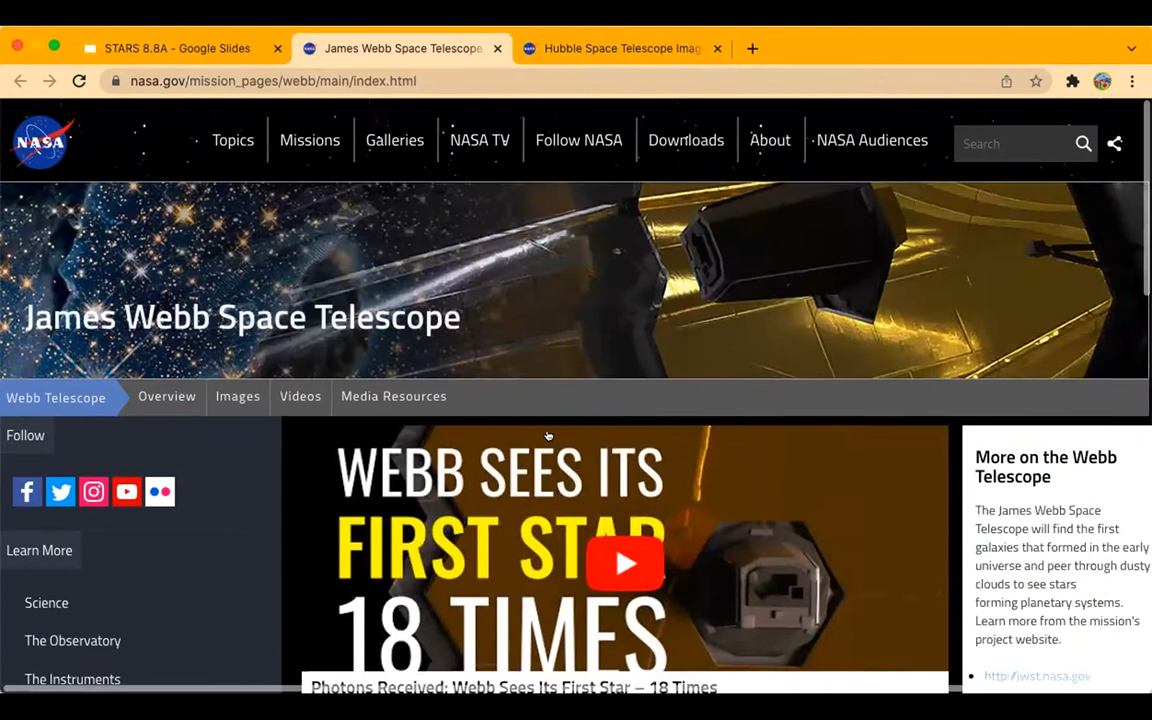 STARS 8.8A - Google Slides
James Webb Space Telescope
Hubble Space Telescope Imag
nasa.gov/mission_pages/webb/main/index.html
NASA
Topics
Missions
Galleries
NASA TV
Follow NASA
Downloads
About
NASA Audiences
Search
James Webb Space Telescope
Webb Telescope
Overview
Images
Videos
Media Resources
Follow
Learn More
Science
The Observatory
The Instruments
WEBB SEES ITS
FIRST STAR
18 TIMES
Photons Received: Webb Sees Its First Star – 18 Times
More on the Webb
Telescope
The James Webb Space
Telescope will find the first
galaxies that formed in the early
universe and peer through dusty
clouds to see stars
forming planetary systems.
Learn more from the mission's
project website.
http://jwst.nasa.gov